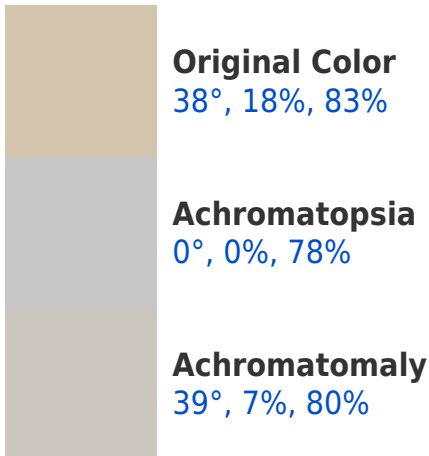 Original Color
38°, 18%, 83%
Achromatopsia
0°, 0%, 78%
Achromatomaly
39°, 7%, 80%